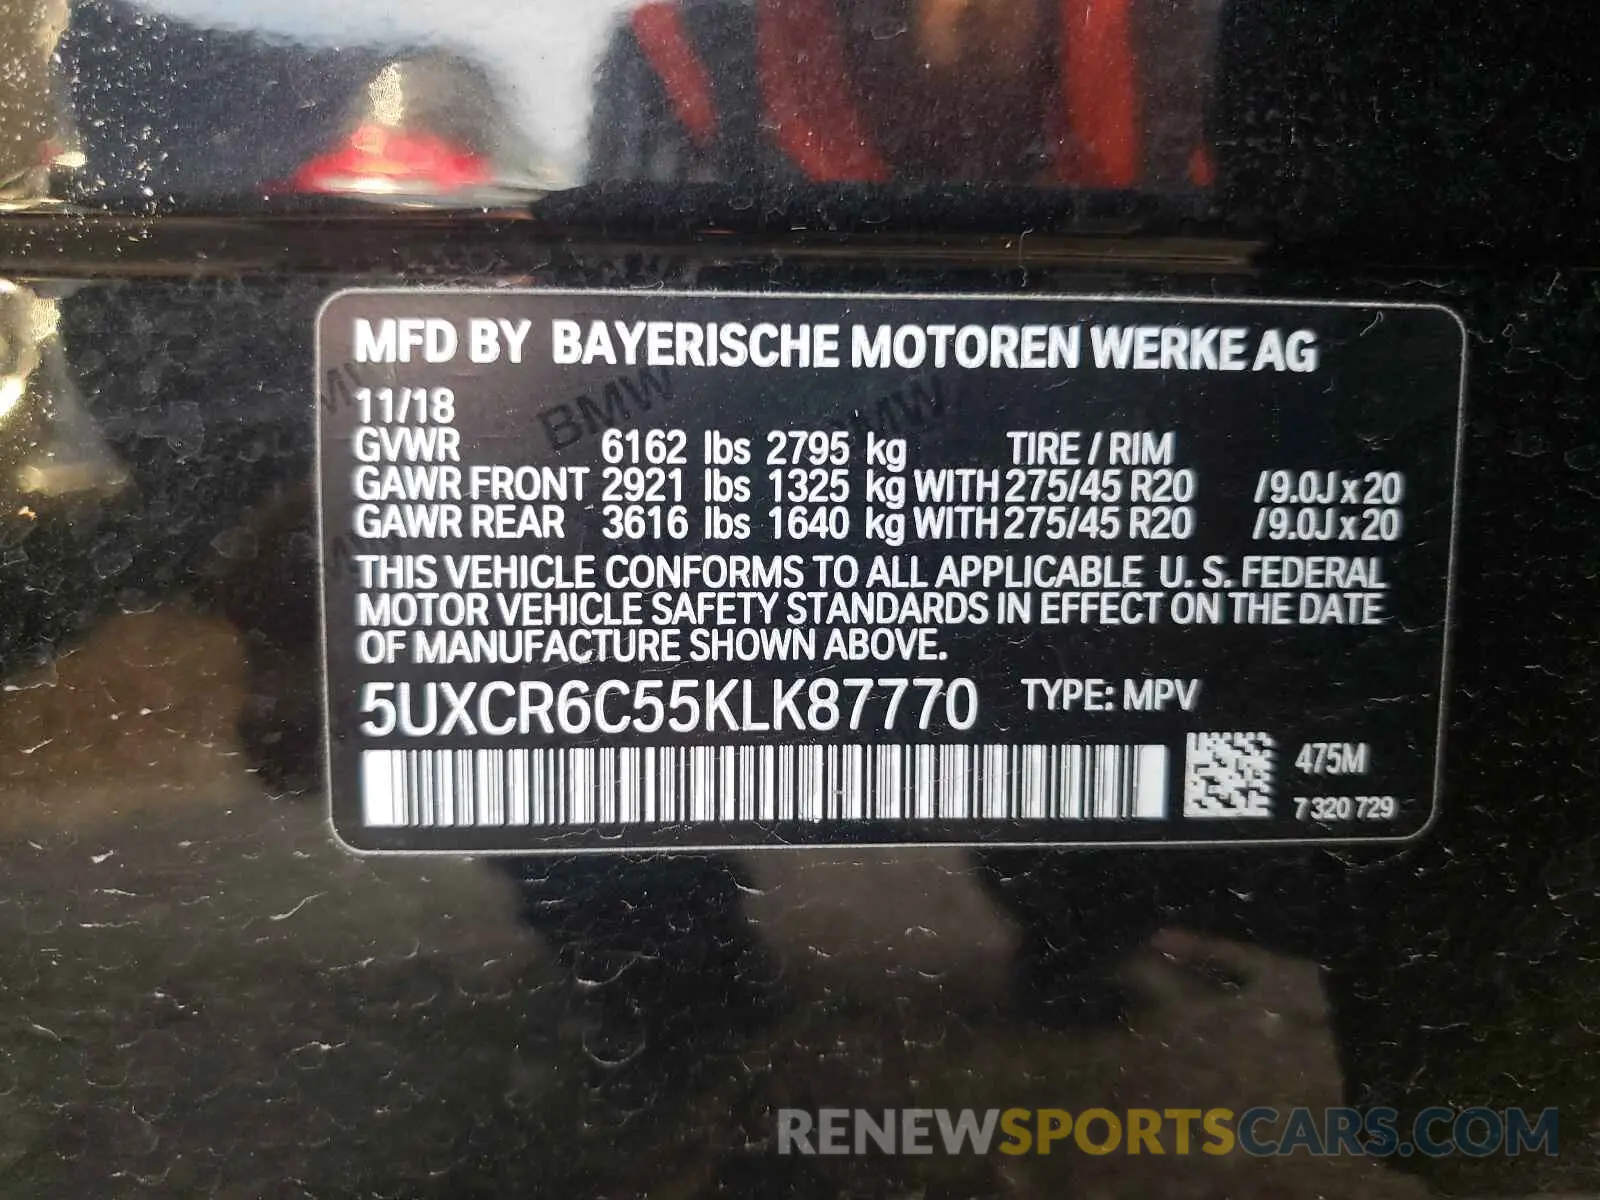 MFD BY BAYERISCHE MOTOREN WERKE AG
11/18
GVWR 6162 lbs 2795 kg TIRE / RIM
GAWR FRONT 2921 lbs 1325 kg WITH 275/45 R20 /9.0J x 20
GAWR REAR 3616 lbs 1640 kg WITH 275/45 R20 /9.0J x 20
THIS VEHICLE CONFORMS TO ALL APPLICABLE U. S. FEDERAL
MOTOR VEHICLE SAFETY STANDARDS IN EFFECT ON THE DATE
OF MANUFACTURE SHOWN ABOVE.
5UXCR6C55KLK87770 TYPE: MPV
475M
7 320 729
BMW
BMW
RENEWSPORTSCARS.COM